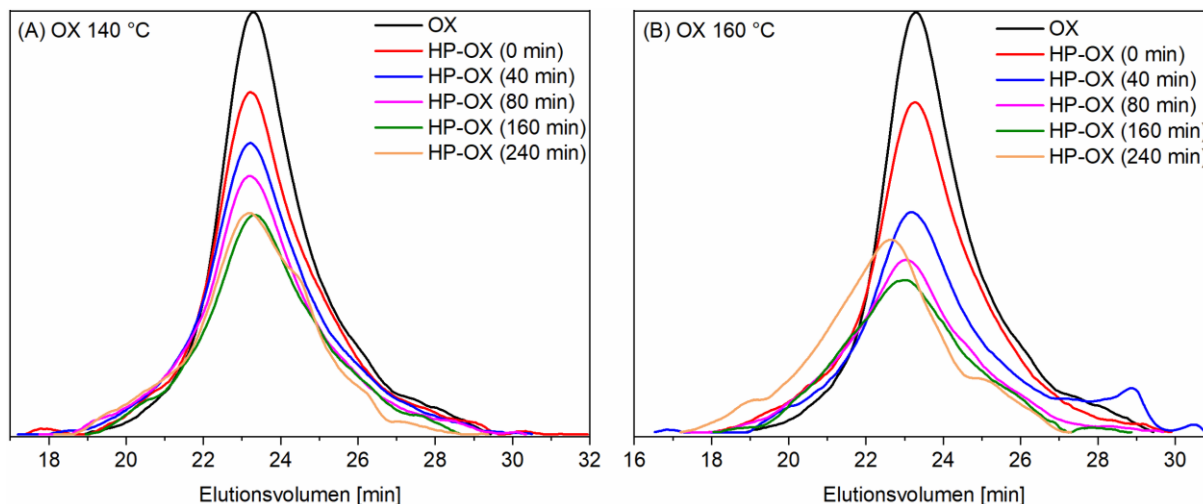 (A) OX 140 °C
OX
HP-OX (0 min)
HP-OX (40 min)
HP-OX (80 min)
HP-OX (160 min)
HP-OX (240 min)
18 20 22 24 26 28 30 32
Elutionsvolumen [min]
(B) OX 160 °C
OX
HP-OX (0 min)
HP-OX (40 min)
HP-OX (80 min)
HP-OX (160 min)
HP-OX (240 min)
16 18 20 22 24 26 28 30
Elutionsvolumen [min]